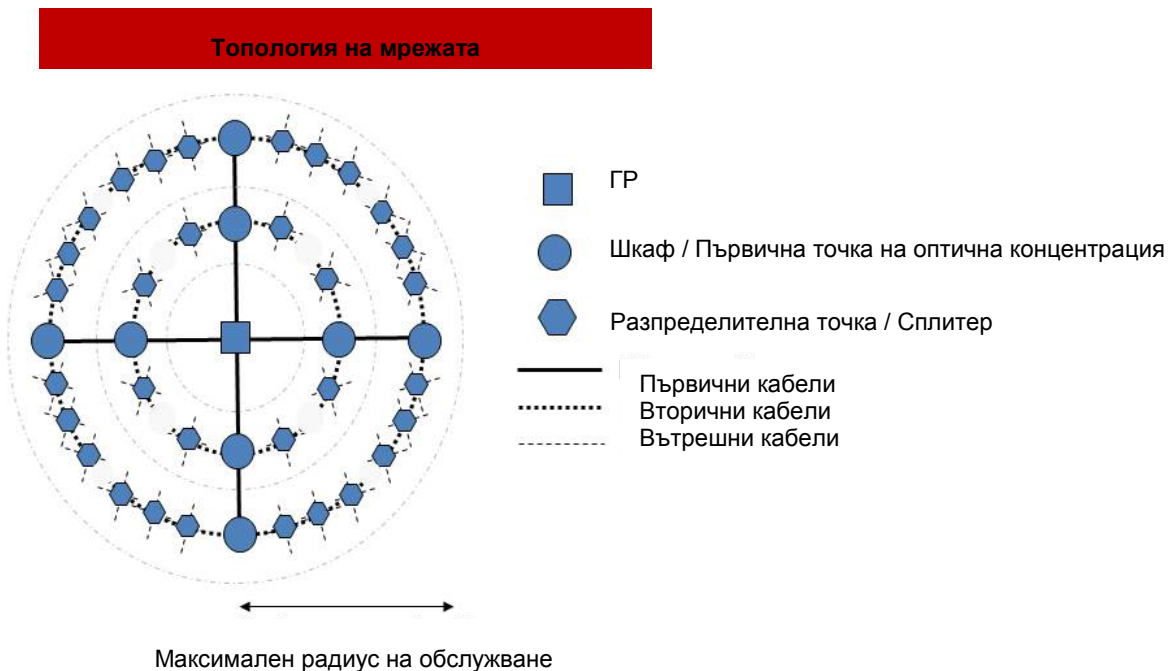 Топология на мрежата
ГР
Шкаф / Първична точка на оптична концентрация
Разпределителна точка / Сплитер
Първични кабели
Вторични кабели
Вътрешни кабели
Максимален радиус на обслужване